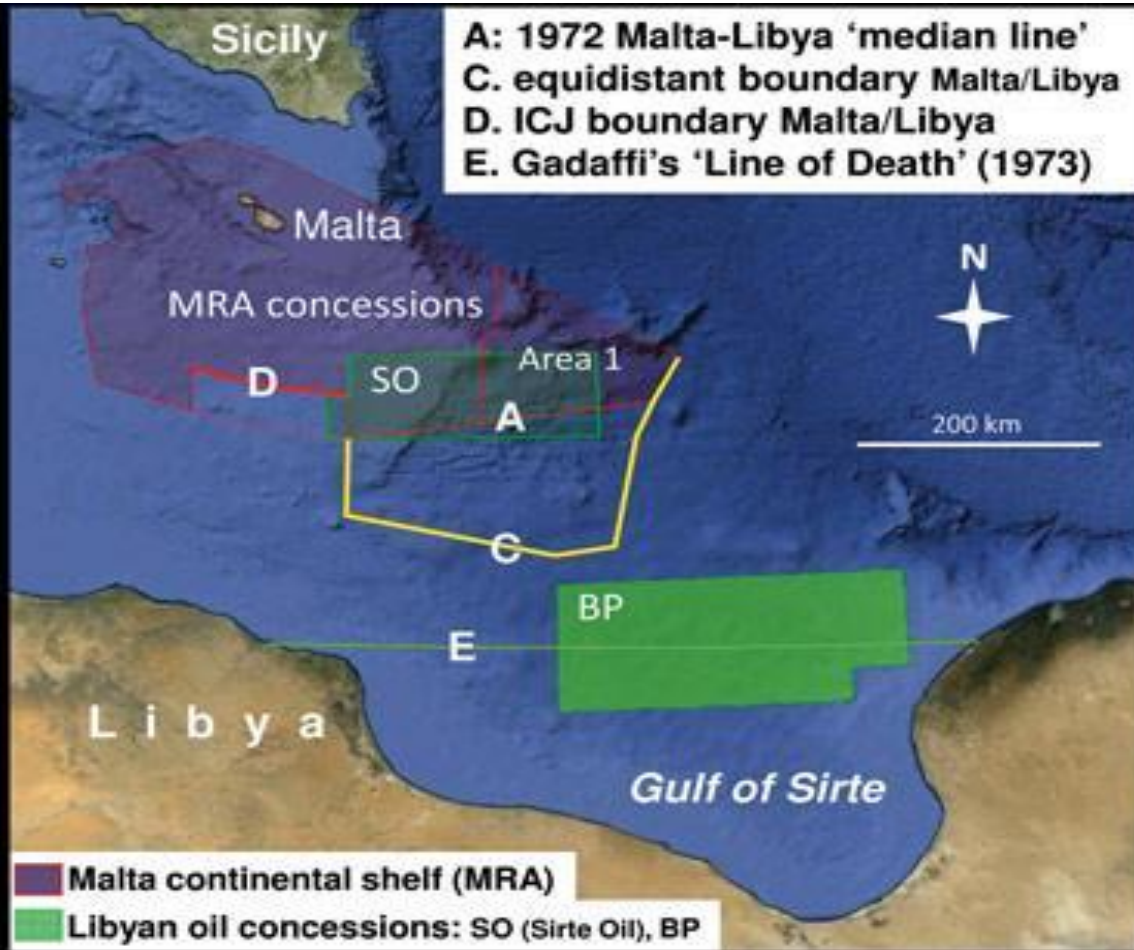 Sicily
A: 1972 Malta-Libya ‘median line’
C. equidistant boundary Malta/Libya
D. ICJ boundary Malta/Libya
E. Gadaffi’s ‘Line of Death’ (1973)
Malta
N
MRA concessions
Area 1
D
SO
A
200 km
C
BP
E
Libya
Gulf of Sirte
Malta continental shelf (MRA)
Libyan oil concessions: SO (Sirte Oil), BP